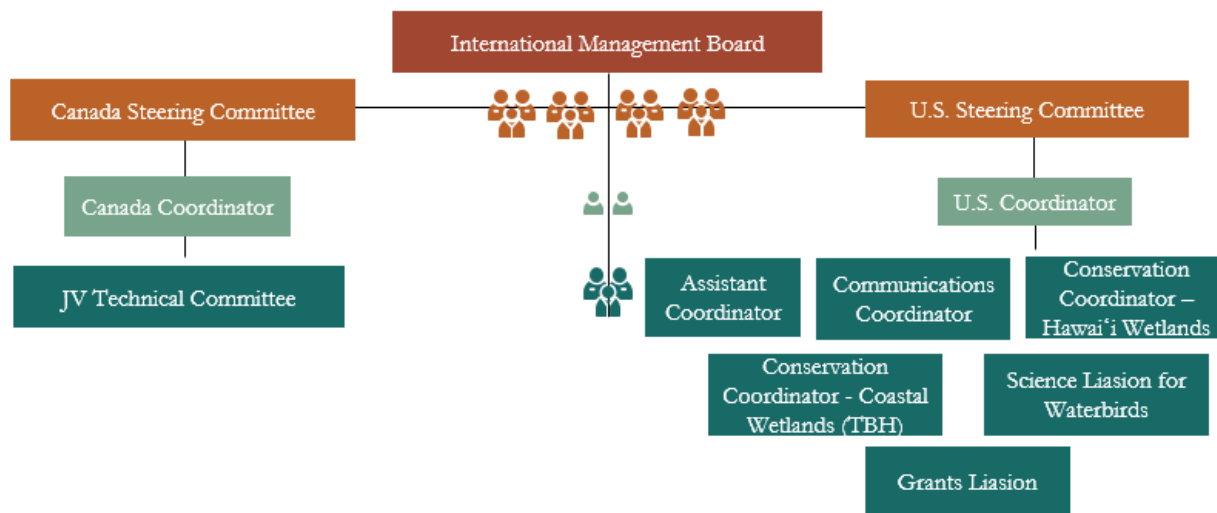 International Management Board
Canada Steering Committee
U.S. Steering Committee
Canada Coordinator
U.S. Coordinator
JV Technical Committee
Assistant
Coordinator
Communications
Coordinator
Conservation
Coordinator –
Hawaiʻi Wetlands
Conservation
Coordinator - Coastal
Wetlands (TBH)
Science Liasion for
Waterbirds
Grants Liasion